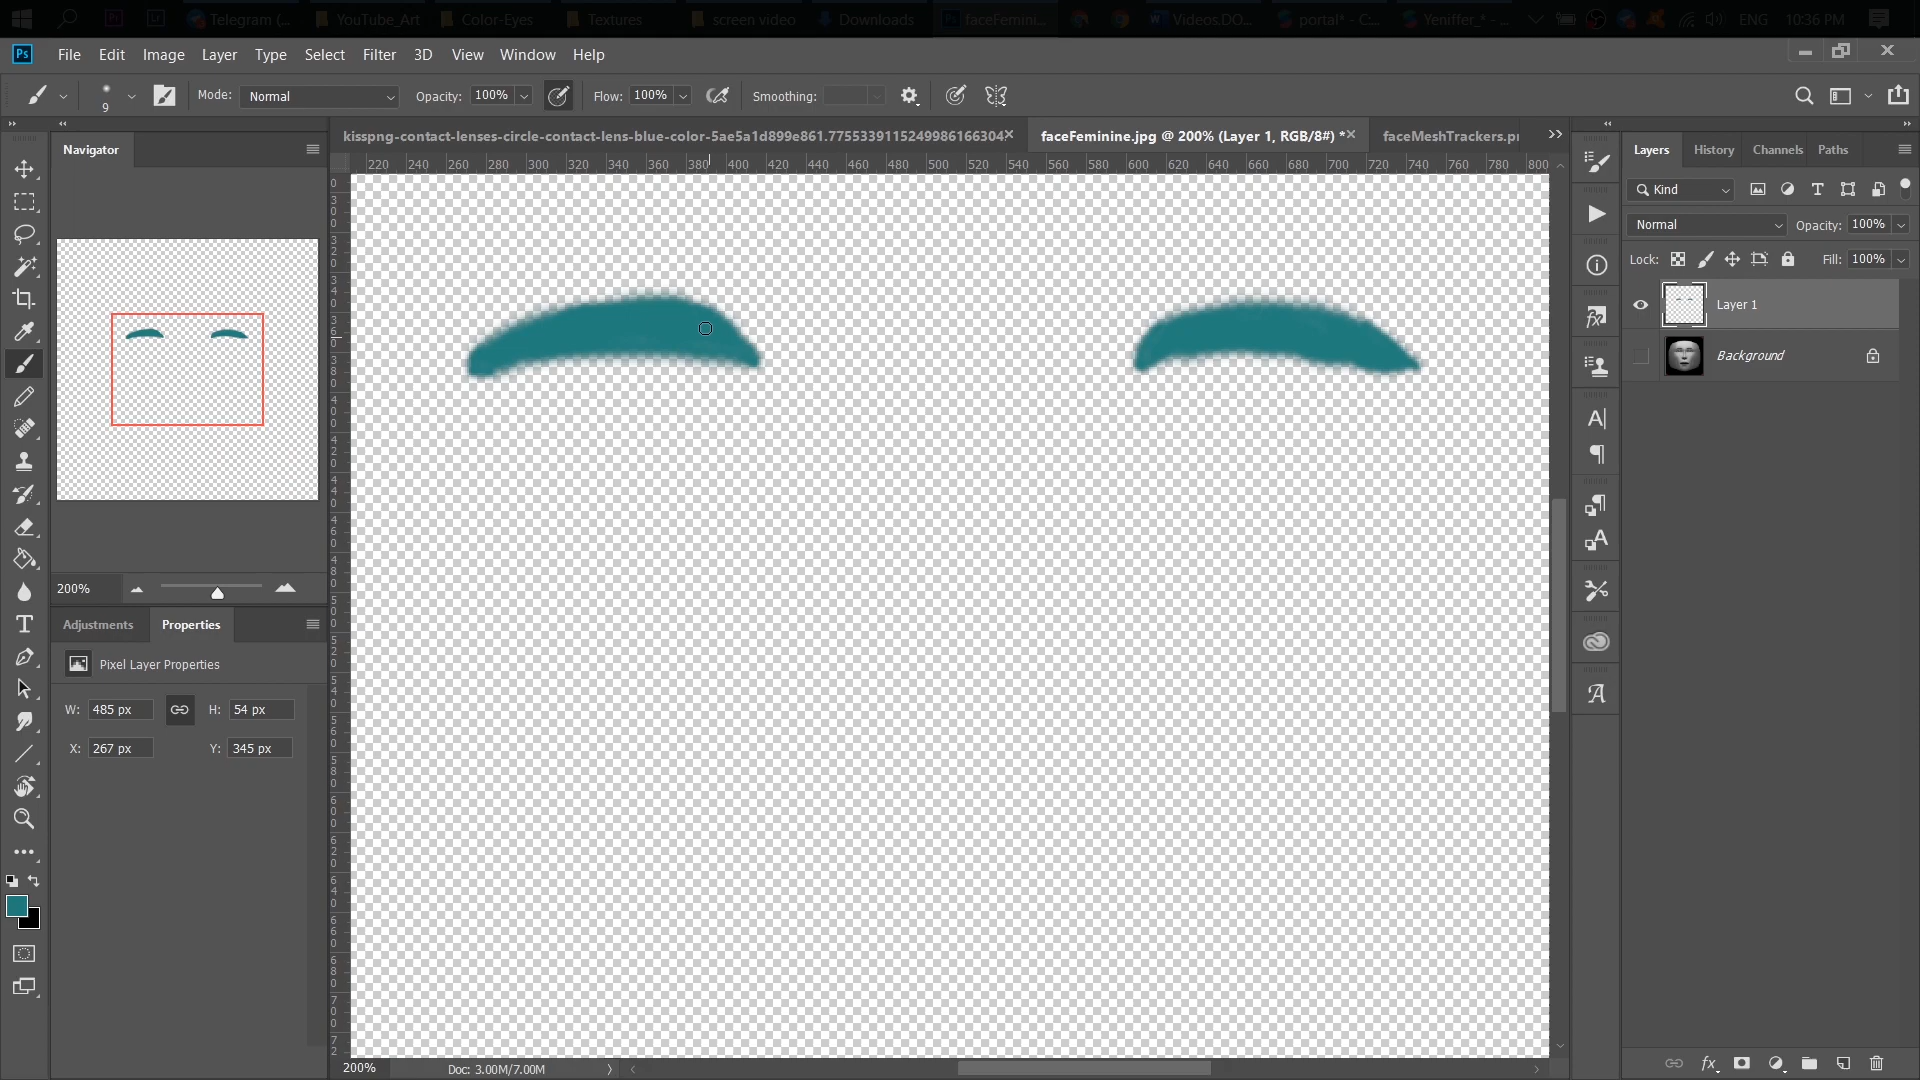 Telegram (...
YouTube_Art
Color-Eyes
Textures
screen video
Downloads
faceFemini...
Videos.DO...
portal* - C:...
Yeniffer_* - ...
ENG
10:36 PM
Ps
File
Edit
Image
Layer
Type
Select
Filter
3D
View
Window
Help
9
Mode:
Normal
Opacity:
100%
Flow:
100%
Smoothing:
Navigator
kisspng-contact-lenses-circle-contact-lens-blue-color-5ae5a1d899e861.7755339115249986166304
faceFeminine.jpg @ 200% (Layer 1, RGB/8#) *
faceMeshTrackers.pr
220 240 260 280 300 320 340 360 380 400 420 440 460 480 500 520 540 560 580 600 620 640 660 680 700 720 740 760 780 800
Layers
History
Channels
Paths
Kind
Normal
Opacity:
100%
Lock:
Fill:
100%
Layer 1
Background
200%
Adjustments
Properties
Pixel Layer Properties
W:
485 px
H:
54 px
X:
267 px
Y:
345 px
200%
Doc: 3.00M/7.00M